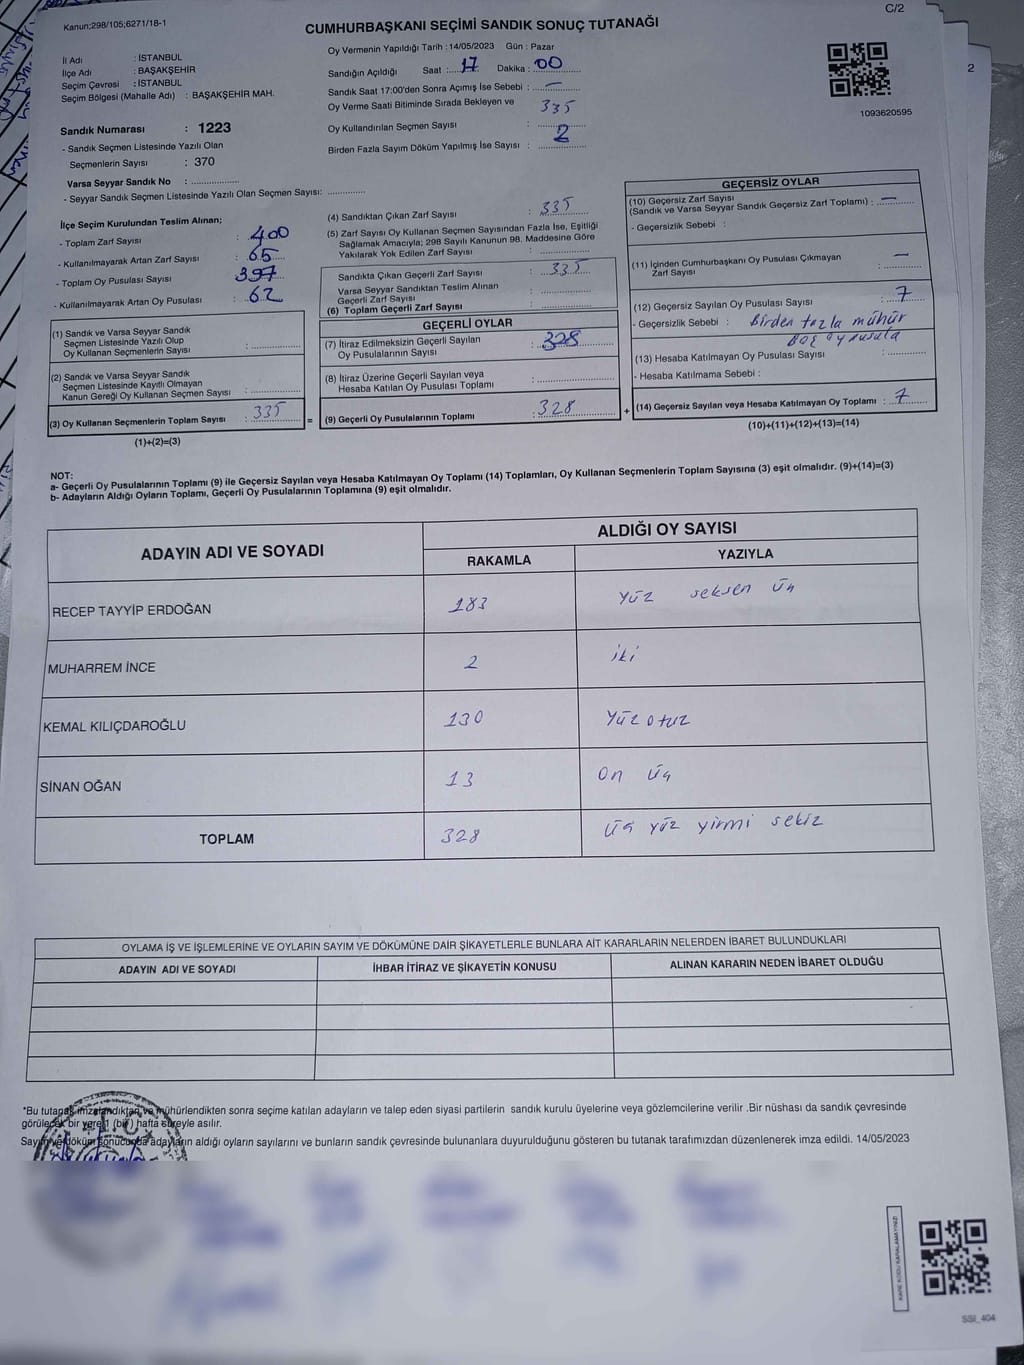 Kanun;298/105;6271/18-1
C/2
CUMHURBAŞKANI SEÇİMİ SANDIK SONUÇ TUTANAĞI
2
İl Adı : İSTANBUL
İlçe Adı : BAŞAKŞEHİR
Seçim Çevresi : İSTANBUL
Seçim Bölgesi (Mahalle Adı) : BAŞAKŞEHİR MAH.
Sandık Numarası : 1223
- Sandık Seçmen Listesinde Yazılı Olan
Seçmenlerin Sayısı : 370
Varsa Seyyar Sandık No : ..............
- Seyyar Sandık Seçmen Listesinde Yazılı Olan Seçmen Sayısı: ..............
Oy Vermenin Yapıldığı Tarih : 14/05/2023 Gün : Pazar
Sandığın Açıldığı Saat : 17 Dakika : 00
Sandık Saat 17:00'den Sonra Açımış İse Sebebi : —
Oy Verme Saati Bitiminde Sırada Bekleyen ve
Oy Kullandırılan Seçmen Sayısı : 335
Birden Fazla Sayım Döküm Yapılmış İse Sayısı : 2
1093620595
İlçe Seçim Kurulundan Teslim Alınan;
- Toplam Zarf Sayısı : 400
- Kullanılmayarak Artan Zarf Sayısı : 65
- Toplam Oy Pusulası Sayısı : 397
- Kullanılmayarak Artan Oy Pusulası : 62
(1) Sandık ve Varsa Seyyar Sandık
Seçmen Listesinde Yazılı Olup
Oy Kullanan Seçmenlerin Sayısı : ..............
(2) Sandık ve Varsa Seyyar Sandık
Seçmen Listesinde Kayıtlı Olmayan
Kanun Gereği Oy Kullanan Seçmen Sayısı : ..............
(3) Oy Kullanan Seçmenlerin Toplam Sayısı : 335 =
(1)+(2)=(3)
(4) Sandıktan Çıkan Zarf Sayısı : 335
(5) Zarf Sayısı Oy Kullanan Seçmen Sayısından Fazla İse, Eşitliği
Sağlamak Amacıyla; 298 Sayılı Kanunun 98. Maddesine Göre
Yakılarak Yok Edilen Zarf Sayısı : ..............
Sandıkta Çıkan Geçerli Zarf Sayısı : 335
Varsa Seyyar Sandıktan Teslim Alınan
Geçerli Zarf Sayısı : ..............
(6) Toplam Geçerli Zarf Sayısı : ..............
GEÇERLİ OYLAR
(7) İtiraz Edilmeksizin Geçerli Sayılan
Oy Pusulalarının Sayısı : 328
(8) İtiraz Üzerine Geçerli Sayılan veya
Hesaba Katılan Oy Pusulası Toplamı : ..............
(9) Geçerli Oy Pusulalarının Toplamı : 328 +
GEÇERSİZ OYLAR
(10) Geçersiz Zarf Sayısı
(Sandık ve Varsa Seyyar Sandık Geçersiz Zarf Toplamı) : —
- Geçersizlik Sebebi :
(11) İçinden Cumhurbaşkanı Oy Pusulası Çıkmayan
Zarf Sayısı : —
(12) Geçersiz Sayılan Oy Pusulası Sayısı : 7
- Geçersizlik Sebebi : Birden fazla mühür
Boş oy pusula
(13) Hesaba Katılmayan Oy Pusulası Sayısı : ..............
- Hesaba Katılmama Sebebi :
(14) Geçersiz Sayılan veya Hesaba Katılmayan Oy Toplamı : 7
(10)+(11)+(12)+(13)=(14)
NOT:
a- Geçerli Oy Pusulalarının Toplamı (9) ile Geçersiz Sayılan veya Hesaba Katılmayan Oy Toplamı (14) Toplamları, Oy Kullanan Seçmenlerin Toplam Sayısına (3) eşit olmalıdır. (9)+(14)=(3)
b- Adayların Aldığı Oyların Toplamı, Geçerli Oy Pusulalarının Toplamına (9) eşit olmalıdır.
ADAYIN ADI VE SOYADI
ALDIĞI OY SAYISI
RAKAMLA YAZIYLA
RECEP TAYYİP ERDOĞAN 183 Yüz seksen üç
MUHARREM İNCE 2 iki
KEMAL KILIÇDAROĞLU 130 Yüz otuz
SİNAN OĞAN 13 On üç
TOPLAM 328 Üç yüz yirmi sekiz
OYLAMA İŞ VE İŞLEMLERİNE VE OYLARIN SAYIM VE DÖKÜMÜNE DAİR ŞİKAYETLERLE BUNLARA AİT KARARLARIN NELERDEN İBARET BULUNDUKLARI
ADAYIN ADI VE SOYADI İHBAR İTİRAZ VE ŞİKAYETİN KONUSU ALINAN KARARIN NEDEN İBARET OLDUĞU
*Bu tutanak imzalandıktan ve mühürlendikten sonra seçime katılan adayların ve talep eden siyasi partilerin sandık kurulu üyelerine veya gözlemcilerine verilir .Bir nüshası da sandık çevresinde
görülecek bir yere 1 (bir) hafta süreyle asılır.
Sayım ve döküm sonucunda adayların aldığı oyların sayılarını ve bunların sandık çevresinde bulunanlara duyurulduğunu gösteren bu tutanak tarafımızdan düzenlenerek imza edildi. 14/05/2023
T.C.
KARE KODU KARALAMAYINIZ!
SSI_404